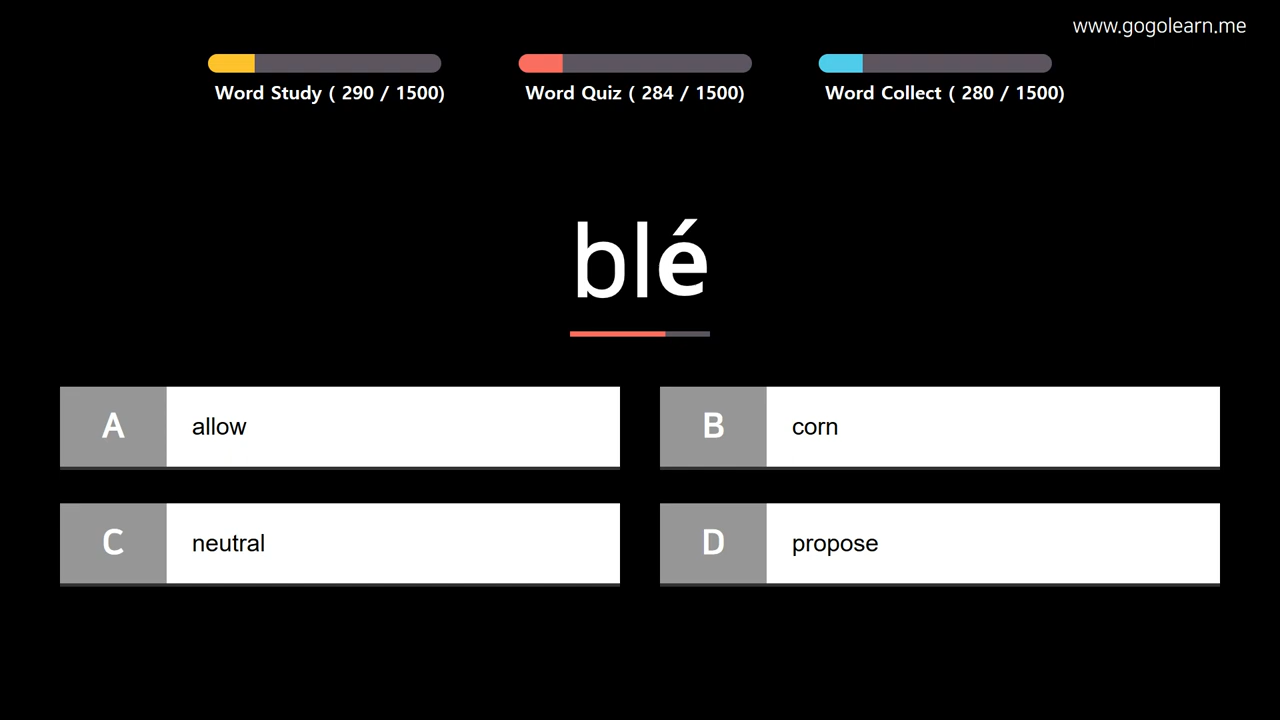 www.gogolearn.me
Word Study ( 290 / 1500)
Word Quiz ( 284 / 1500)
Word Collect ( 280 / 1500)
blé
A allow
B corn
C neutral
D propose